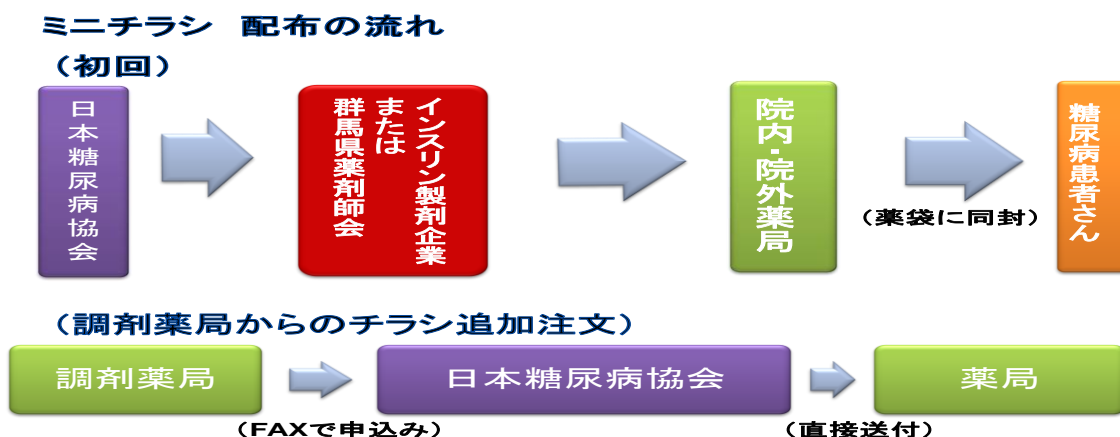 ミニチラシ 配布の流れ
（初回）
日本糖尿病協会
インスリン製剤企業
または
群馬県薬剤師会
院内・院外薬局
（薬袋に同封）
糖尿病患者さん
（調剤薬局からのチラシ追加注文）
調剤薬局
（FAXで申込み）
日本糖尿病協会
（直接送付）
薬局